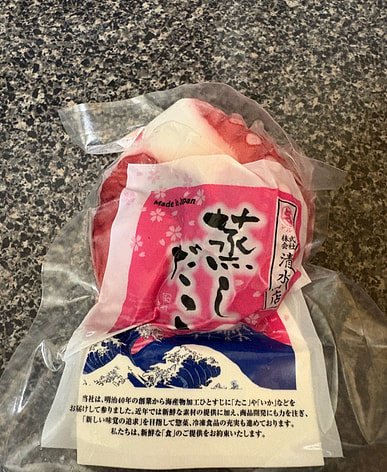 Made in Japan
蒸しだこ
株式会社
清水
当社は、明治40年の創業から海産物加工ひとすじに「たこ」や「いか」などを
お届けして参りました。近年では新鮮な素材の提供に加え、商品開発にも力を注ぎ、
「新しい味覚の追求」を目指して惣菜、冷凍食品の充実も進めております。
私たちは、新鮮な「食」のご提供をお約束いたします。